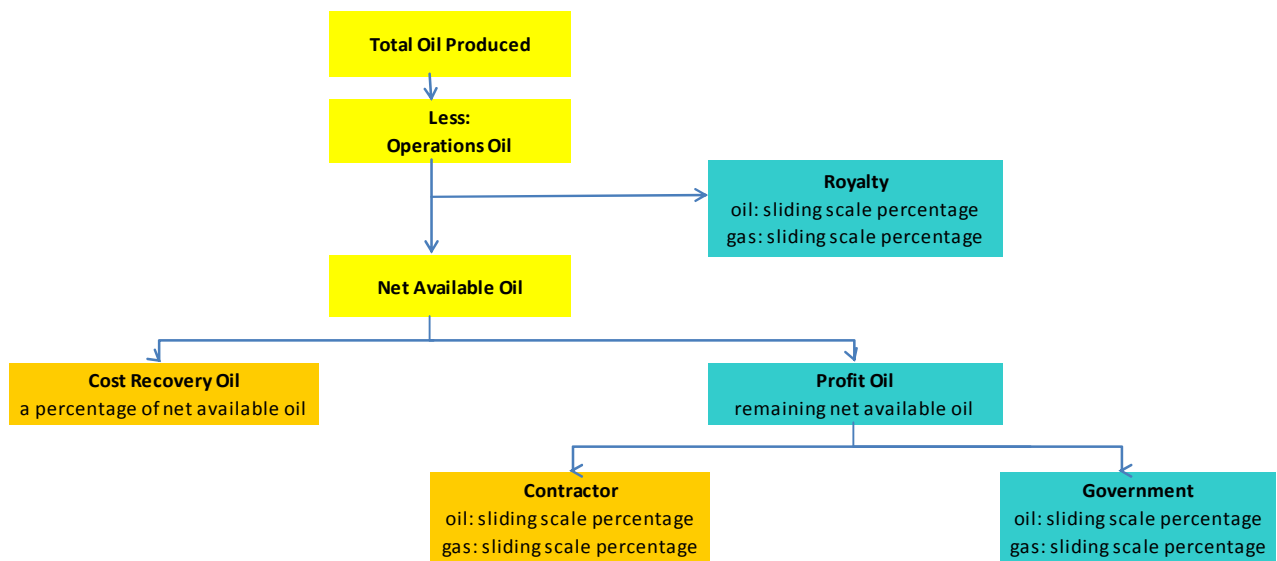 Total Oil Produced
Less:
Operations Oil
Royalty
oil: sliding scale percentage
gas: sliding scale percentage
Net Available Oil
Cost Recovery Oil
a percentage of net available oil
Profit Oil
remaining net available oil
Contractor
oil: sliding scale percentage
gas: sliding scale percentage
Government
oil: sliding scale percentage
gas: sliding scale percentage